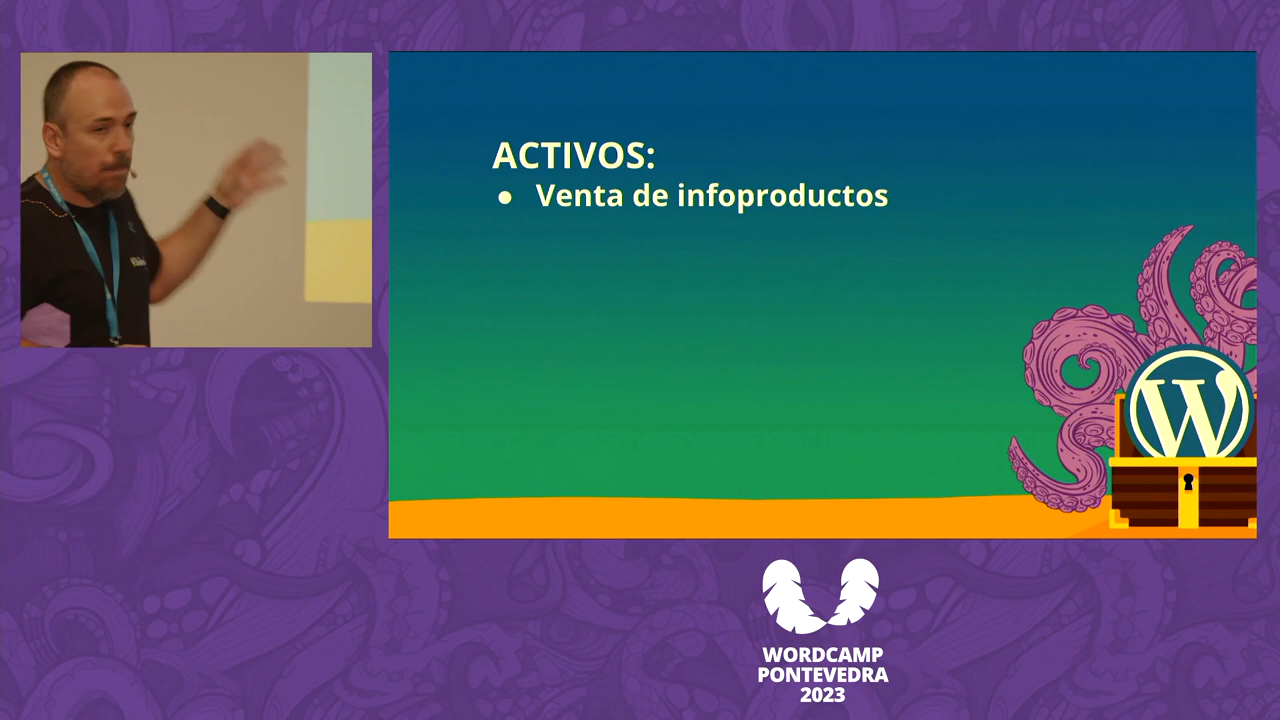 ACTIVOS:
● Venta de infoproductos
WORDCAMP
PONTEVEDRA
2023